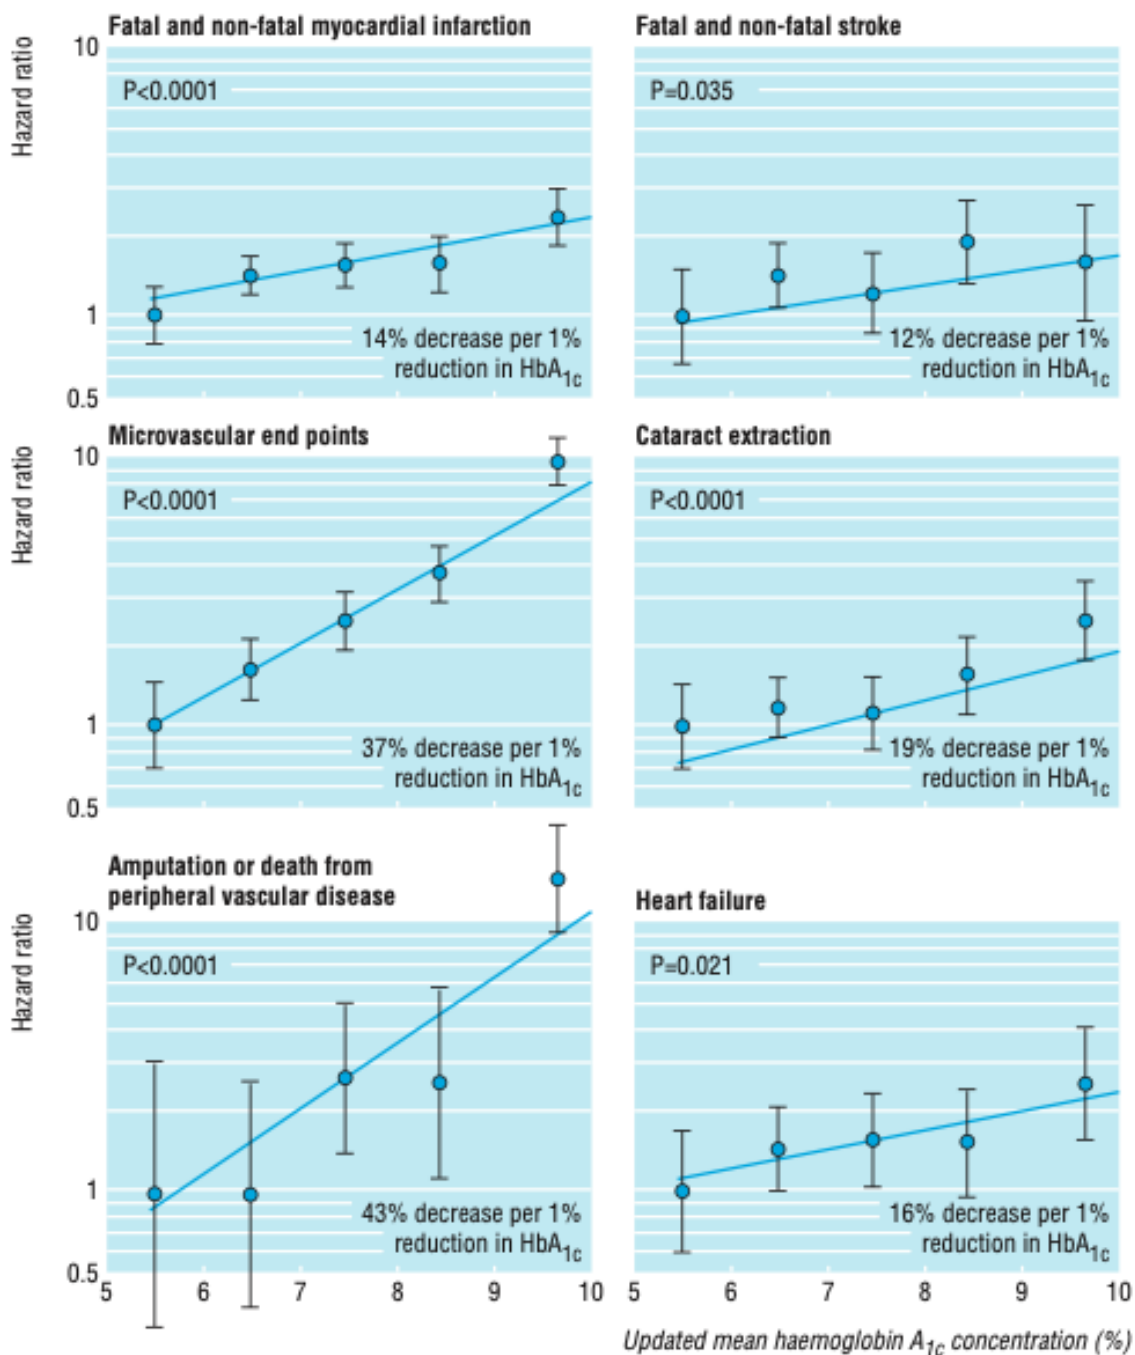 Fatal and non-fatal myocardial infarction
Hazard ratio
10
P<0.0001
1
14% decrease per 1%
reduction in HbA1c
0.5
Fatal and non-fatal stroke
P=0.035
12% decrease per 1%
reduction in HbA1c
Microvascular end points
Hazard ratio
10
P<0.0001
1
37% decrease per 1%
reduction in HbA1c
0.5
Cataract extraction
P<0.0001
19% decrease per 1%
reduction in HbA1c
Amputation or death from
peripheral vascular disease
Hazard ratio
10
P<0.0001
1
43% decrease per 1%
reduction in HbA1c
0.5
5 6 7 8 9 10
Heart failure
P=0.021
16% decrease per 1%
reduction in HbA1c
5 6 7 8 9 10
Updated mean haemoglobin A1c concentration (%)